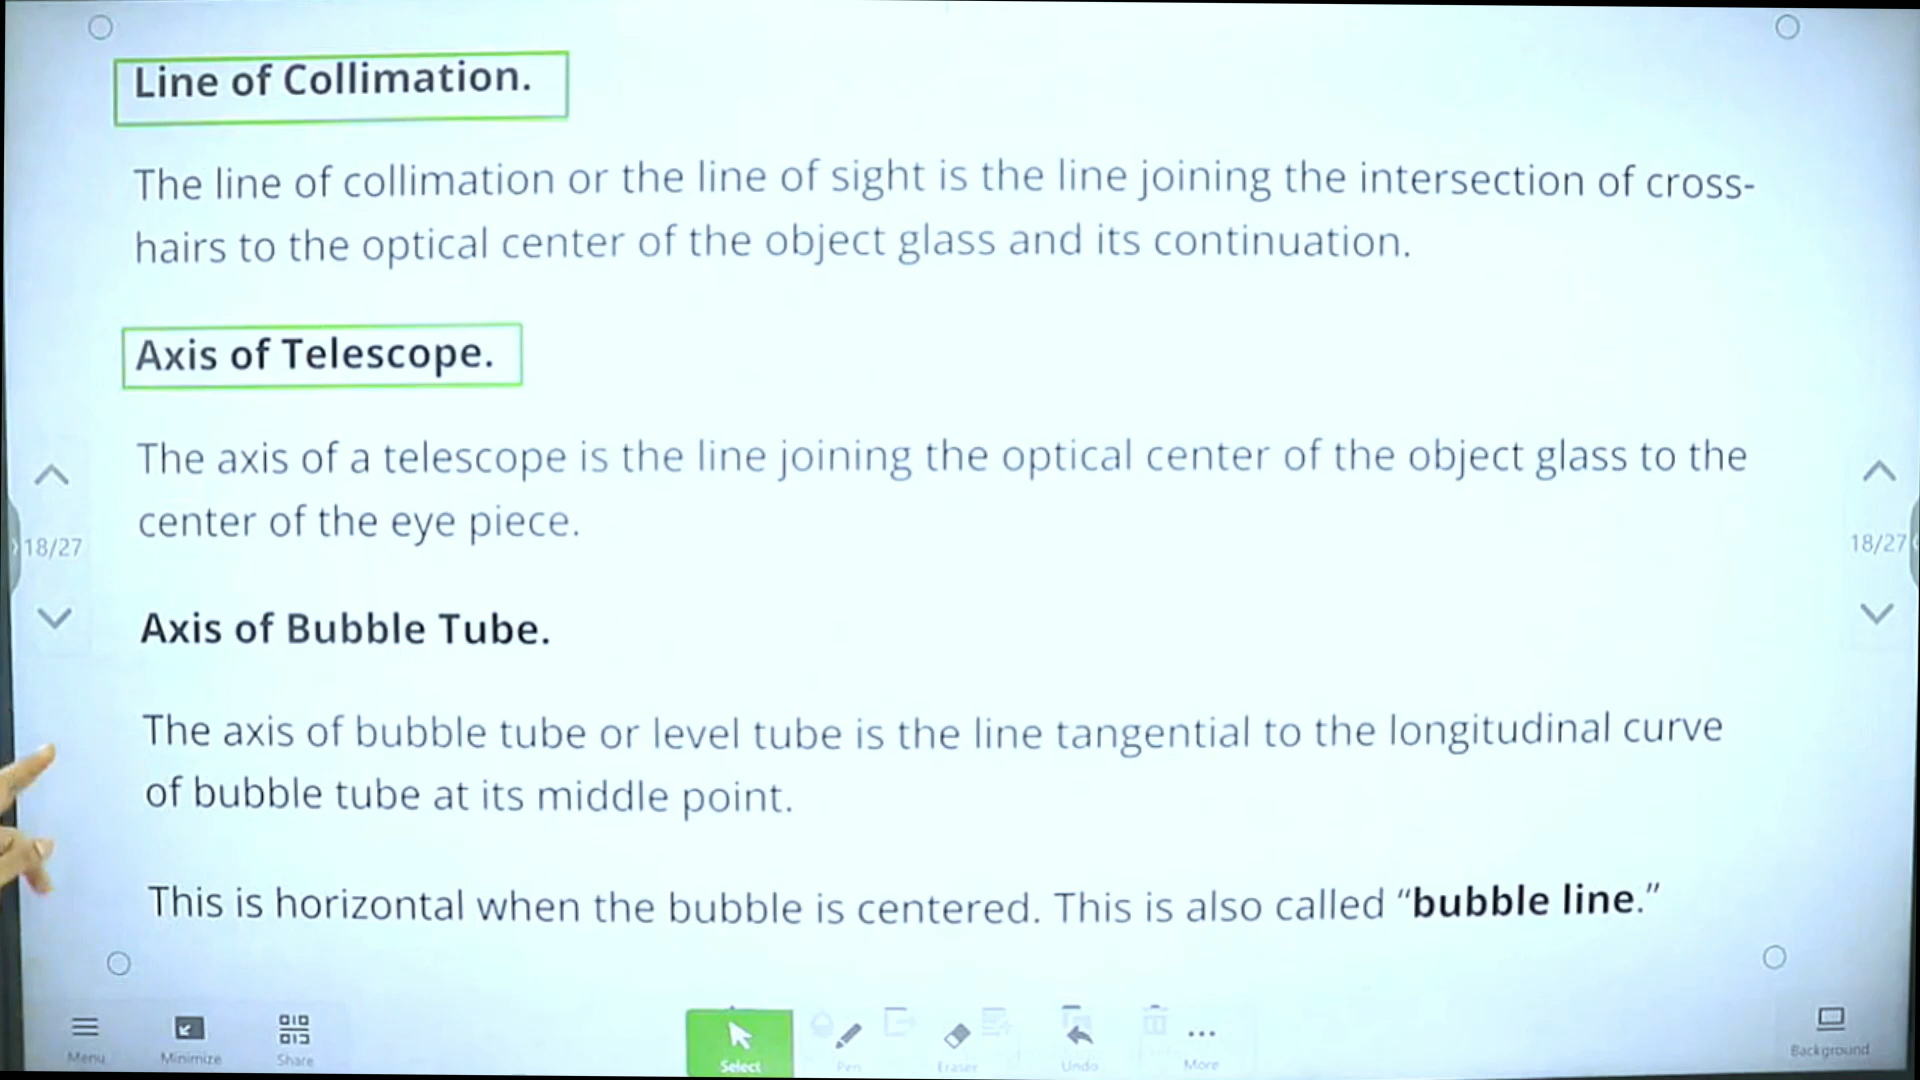 Line of Collimation.
The line of collimation or the line of sight is the line joining the intersection of cross-
hairs to the optical center of the object glass and its continuation.
Axis of Telescope.
The axis of a telescope is the line joining the optical center of the object glass to the
center of the eye piece.
18/27
18/27
Axis of Bubble Tube.
The axis of bubble tube or level tube is the line tangential to the longitudinal curve
of bubble tube at its middle point.
This is horizontal when the bubble is centered. This is also called “bubble line.”
Menu Minimize Share Select Pen Eraser Undo More Background